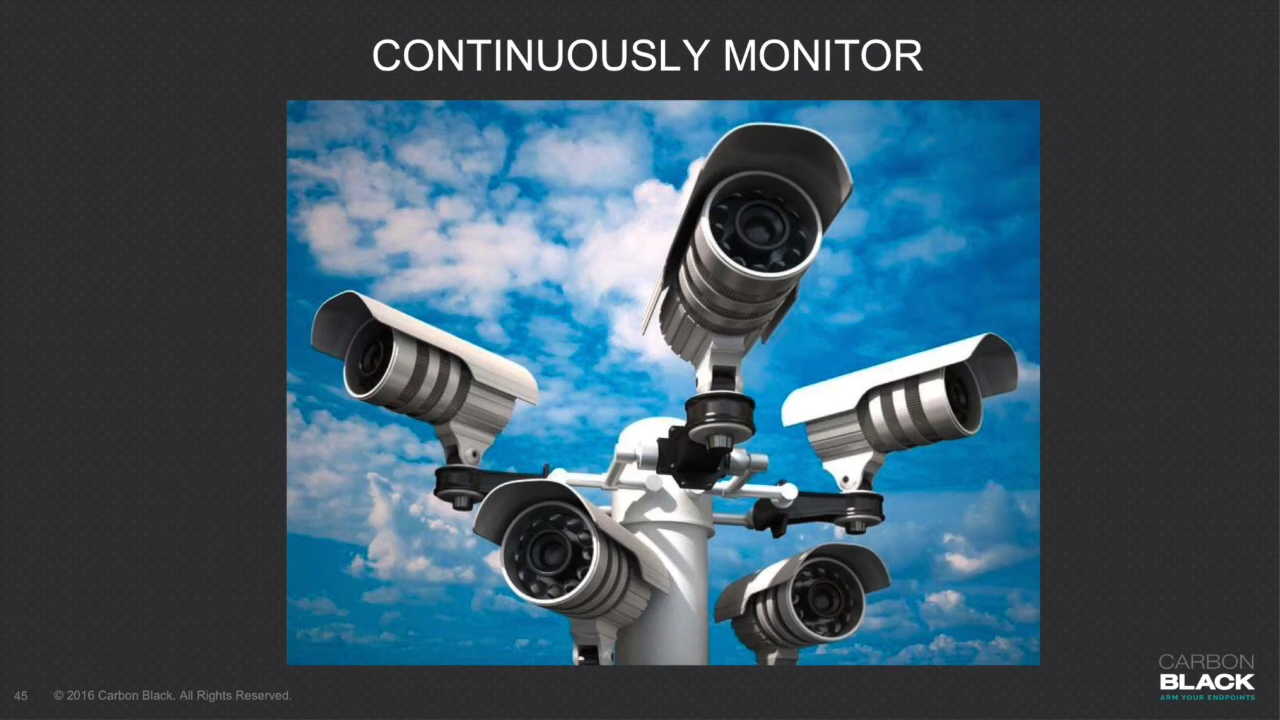 CONTINUOUSLY MONITOR
CARBON
BLACK
ARM YOUR ENDPOINTS
45 © 2016 Carbon Black. All Rights Reserved.